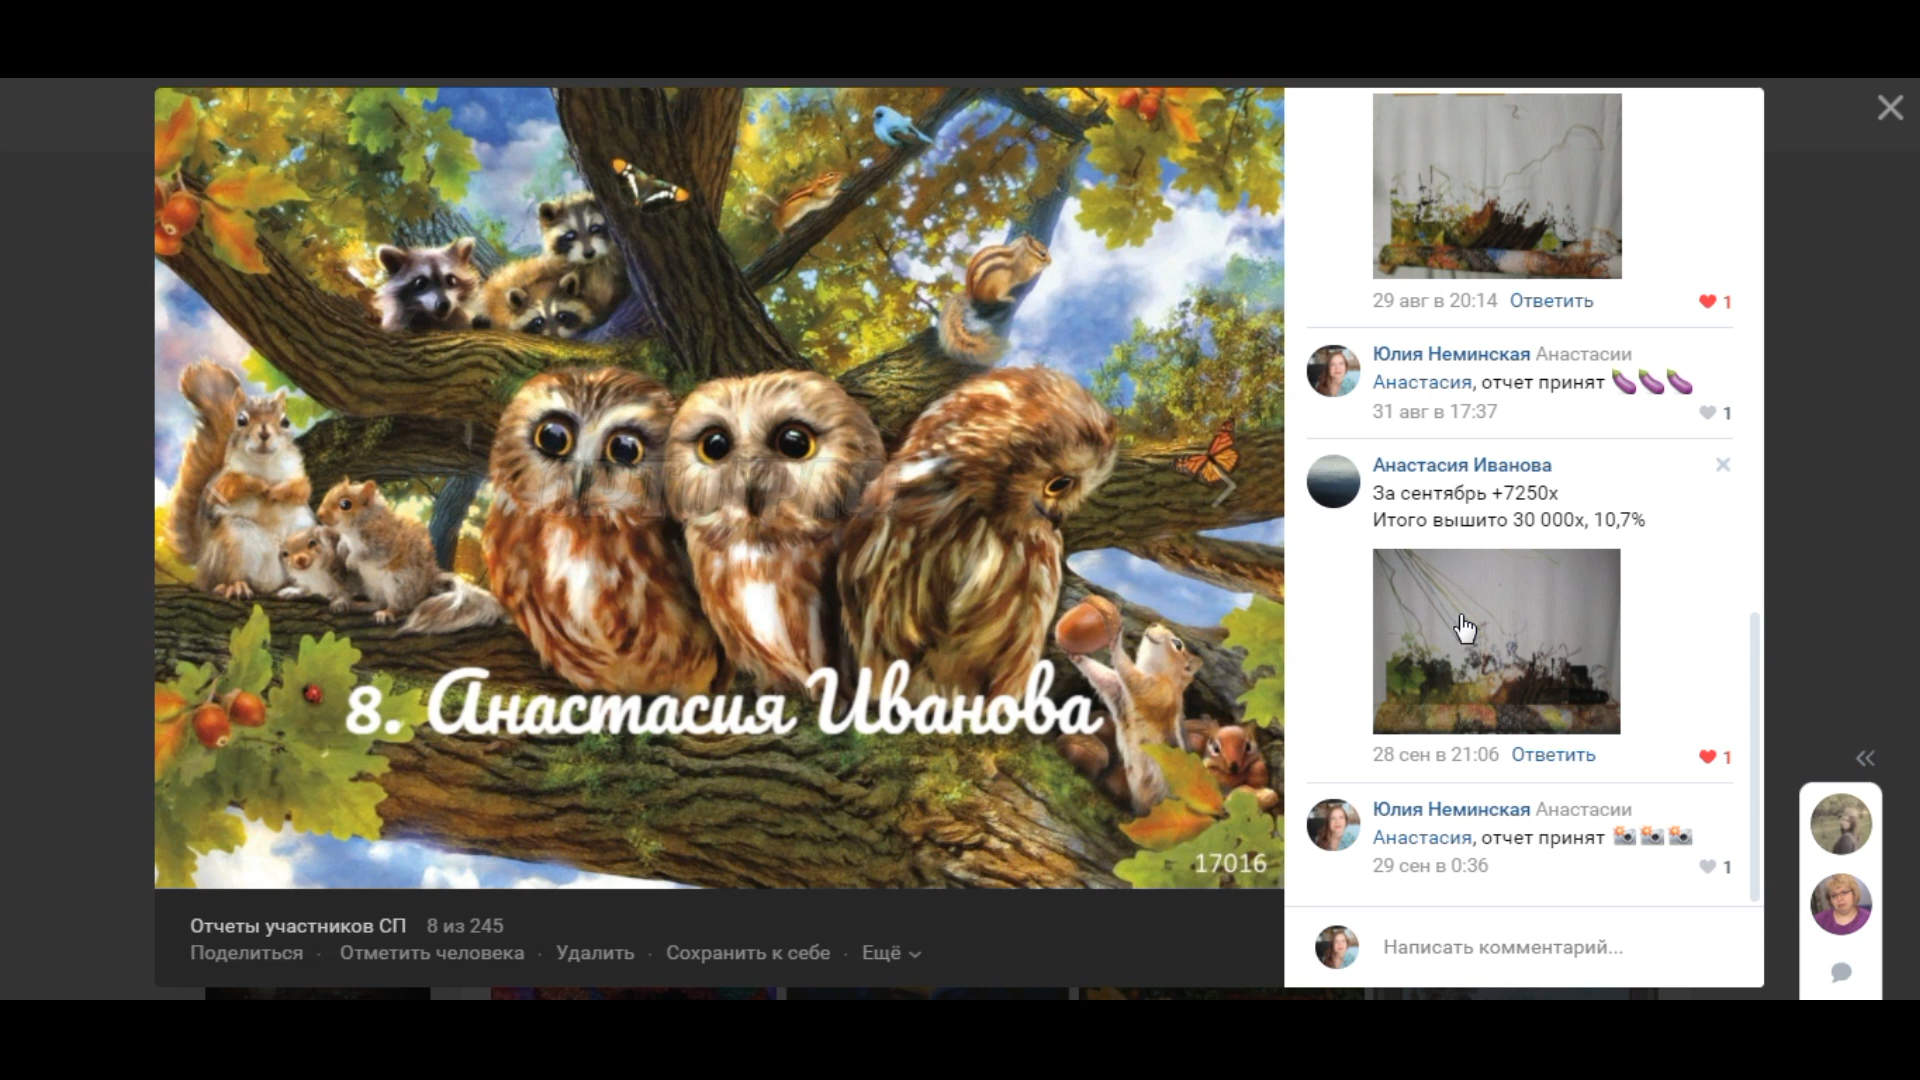 8. Анастасия Иванова
17016
Отчеты участников СП 8 из 245
Поделиться · Отметить человека · Удалить · Сохранить к себе · Ещё
29 авг в 20:14 Ответить 1
Юлия Неминская Анастасии
Анастасия, отчет принят 🍆🍆🍆
31 авг в 17:37 1
Анастасия Иванова
За сентябрь +7250х
Итого вышито 30 000х, 10,7%
28 сен в 21:06 Ответить 1
Юлия Неминская Анастасии
Анастасия, отчет принят 📸📸📸
29 сен в 0:36 1
Написать комментарий...